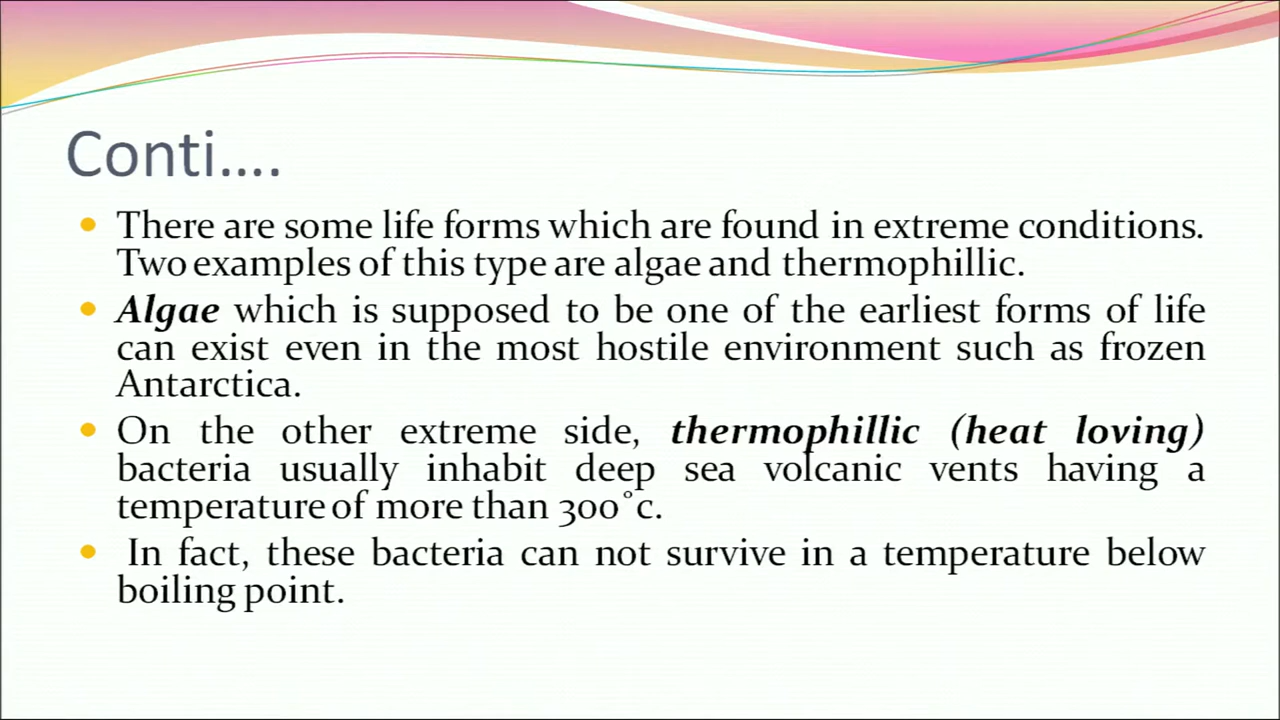 Conti....
There are some life forms which are found in extreme conditions.
Two examples of this type are algae and thermophillic.
Algae which is supposed to be one of the earliest forms of life
can exist even in the most hostile environment such as frozen
Antarctica.
On the other extreme side, thermophillic (heat loving)
bacteria usually inhabit deep sea volcanic vents having a
temperature of more than 300°c.
In fact, these bacteria can not survive in a temperature below
boiling point.